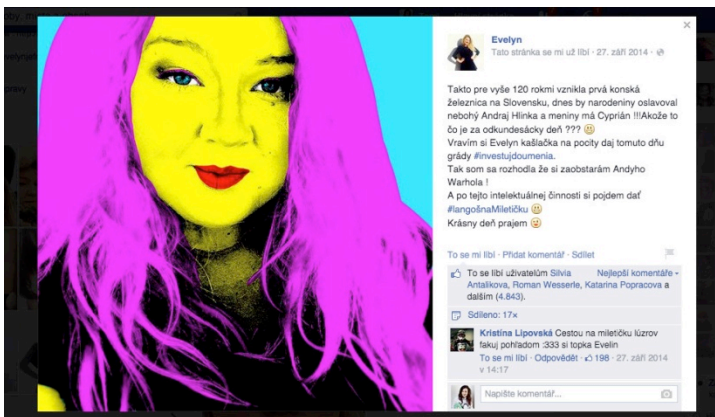 Evelyn
Tato stránka se mi už líbí · 27. září 2014 ·
Takto pre vyše 120 rokmi vznikla prvá konská
železnica na Slovensku, dnes by narodeniny oslavoval
nebohý Andraj Hlinka a meniny má Cyprián !!!Akože to
čo je za odkundesácky deň ???
Vravím si Evelyn kašlačka na pocity daj tomuto dňu
grády #investujdoumenia.
Tak som sa rozhodla že si zaobstarám Andyho
Warhola !
A po tejto intelektuálnej činnosti si pojdem dať
#langošnaMiletičku
Krásny deň prajem
To se mi líbí · Přidat komentář · Sdílet
To se líbí uživatelům Silvia Nejlepší komentáře
Antalikova, Roman Wesserle, Katarina Popracova a
dalším (4.843).
Sdíleno: 17×
Kristína Lipovská Cestou na miletičku lúzrov
fakuj pohľadom :333 si topka Evelin
To se mi líbí · Odpovědět · 198 · 27. září 2014
v 14:17
Napište komentář...